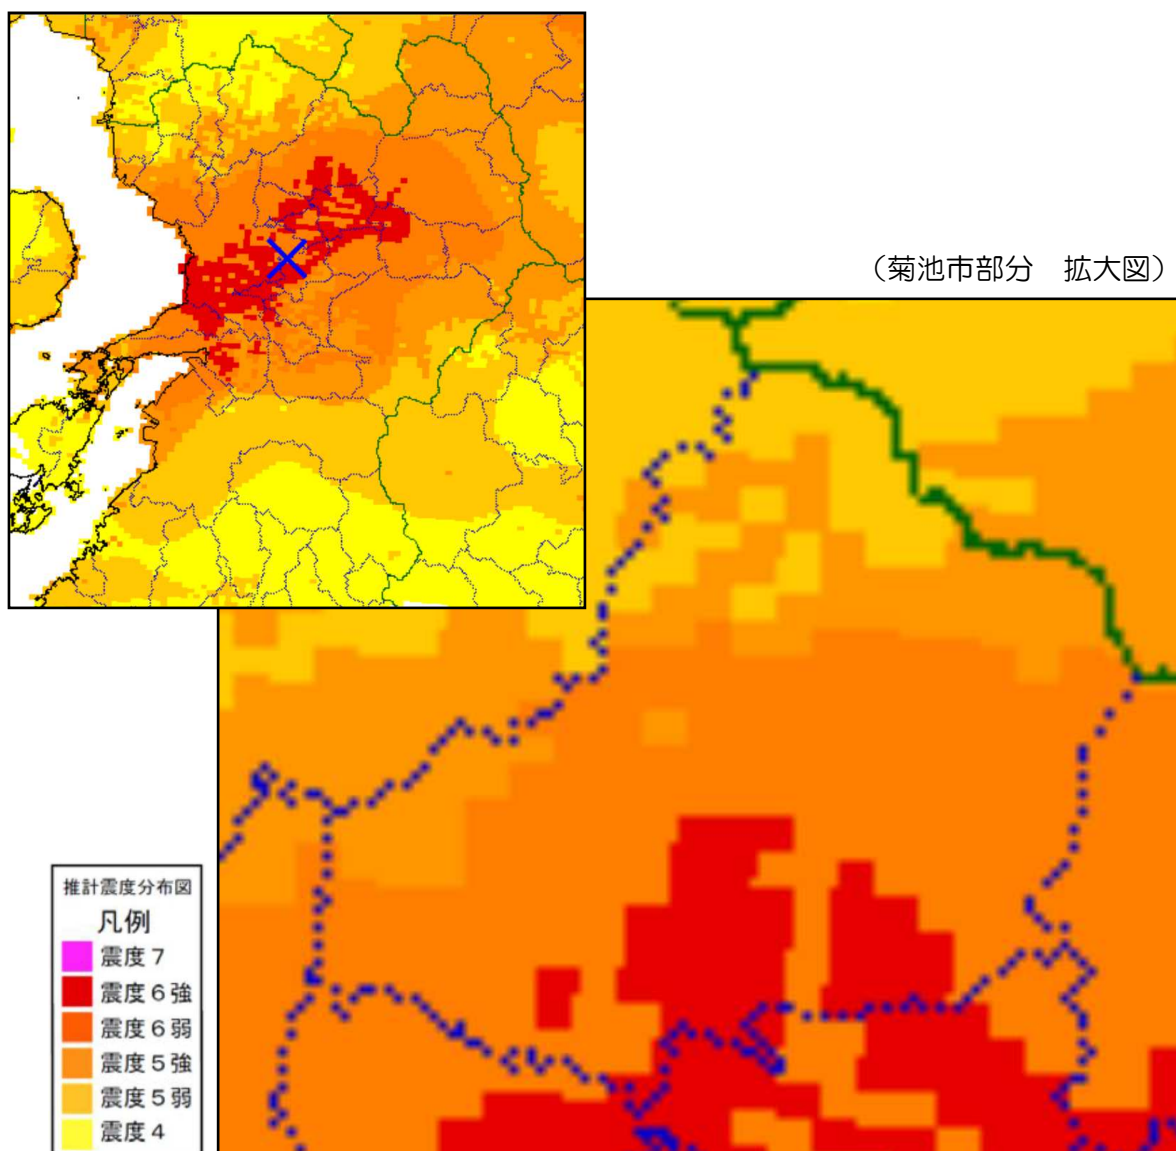 （菊池市部分　拡大図）
推計震度分布図
凡例
震度７
震度６強
震度６弱
震度５強
震度５弱
震度４